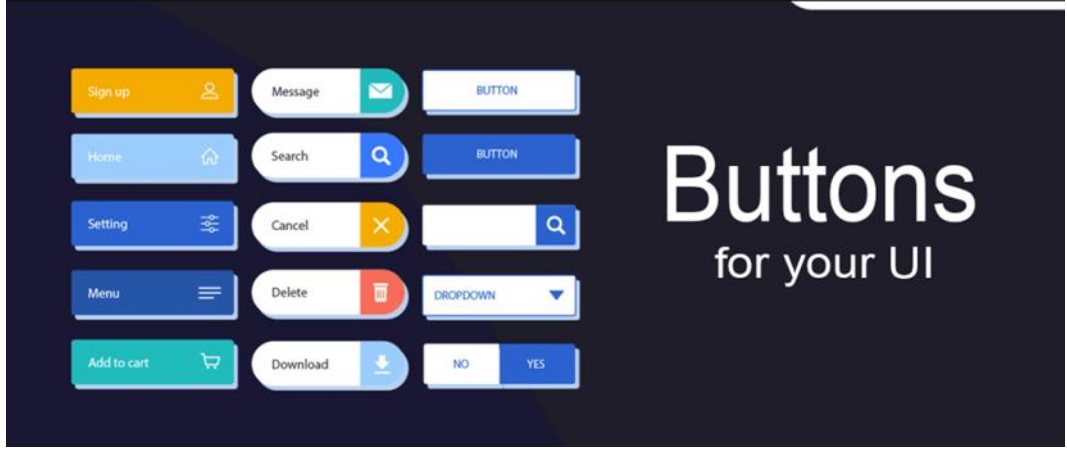 Sign up
Message
BUTTON
Home
Search
BUTTON
Setting
Cancel
Menu
Delete
DROPDOWN
Add to cart
Download
NO
YES
Buttons
for your UI